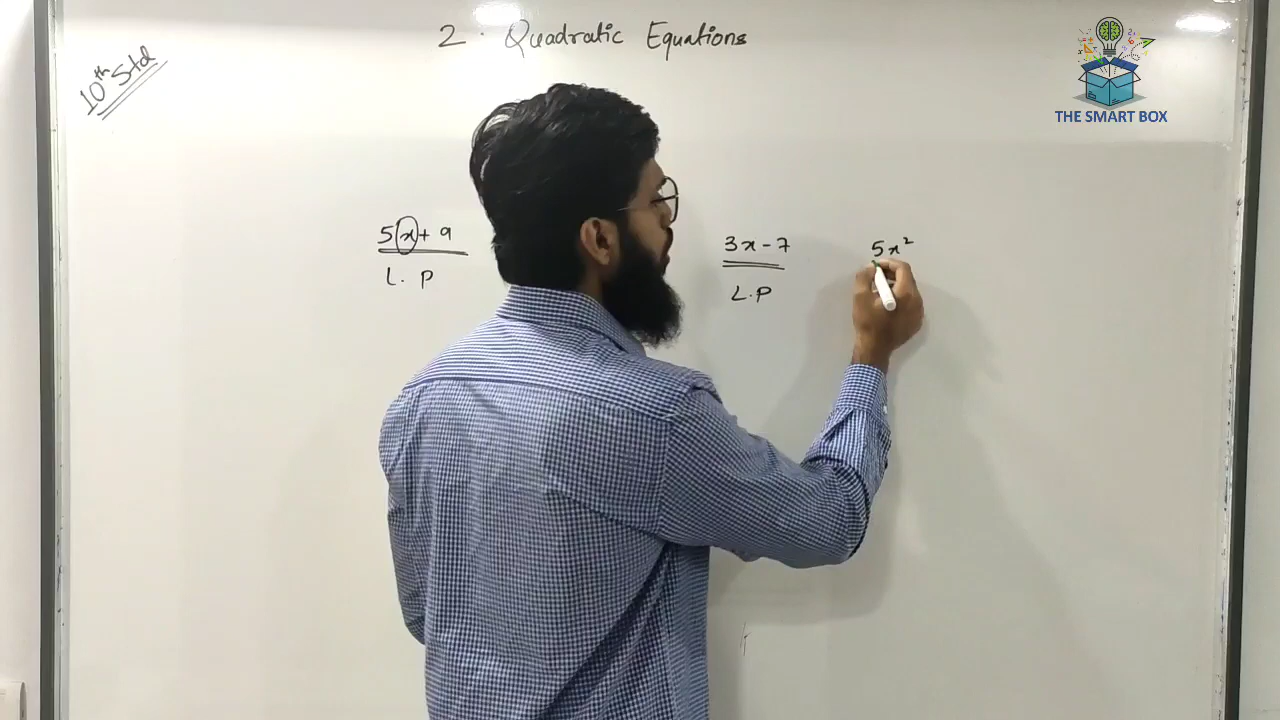 2. Quadratic Equations
10th Std
THE SMART BOX
5x + 9
L. P
3x - 7
L.P
5x²